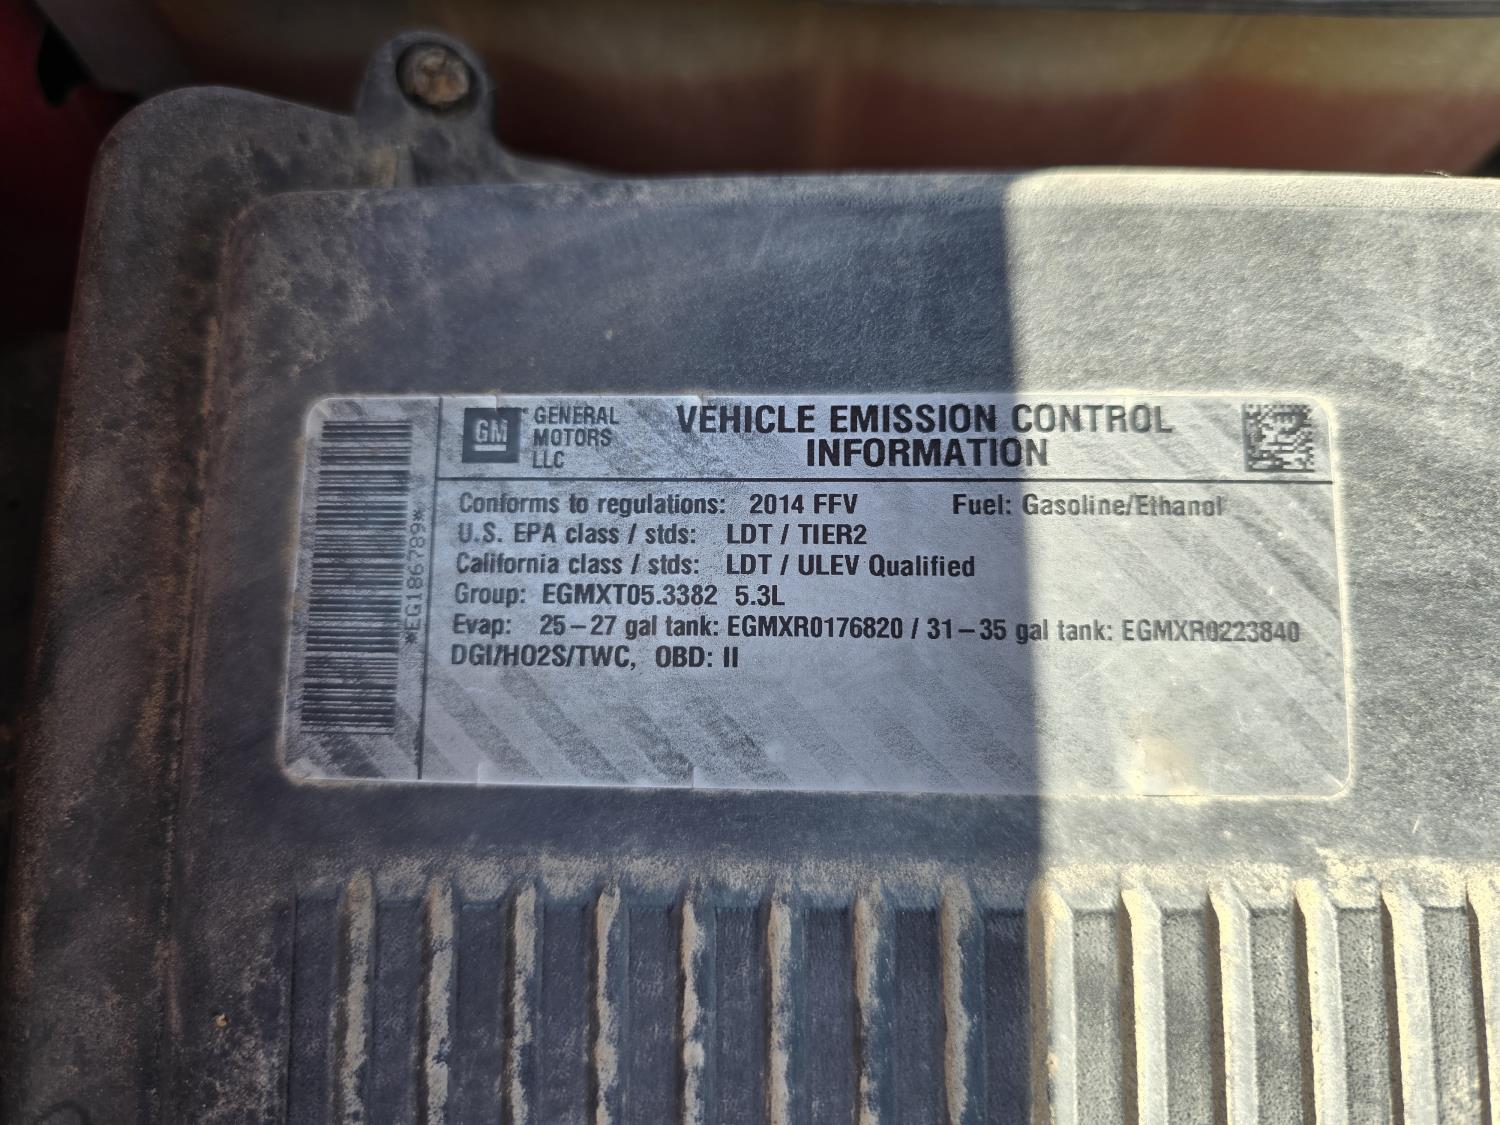 GM GENERAL MOTORS LLC
VEHICLE EMISSION CONTROL
INFORMATION
Conforms to regulations: 2014 FFV Fuel: Gasoline/Ethanol
U.S. EPA class / stds: LDT / TIER2
California class / stds: LDT / ULEV Qualified
Group: EGMXT05.3382 5.3L
Evap: 25-27 gal tank: EGMXR0176820 / 31-35 gal tank: EGMXR0223840
DGI/HO2S/TWC, OBD: II
*EG186789*